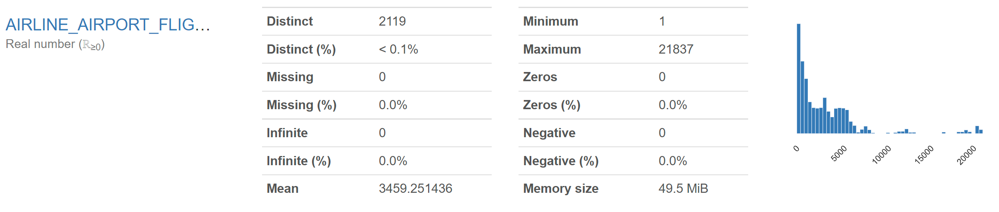 AIRLINE_AIRPORT_FLIG...
Real number (ℝ≥0)
Distinct 2119
Distinct (%) < 0.1%
Missing 0
Missing (%) 0.0%
Infinite 0
Infinite (%) 0.0%
Mean 3459.251436
Minimum 1
Maximum 21837
Zeros 0
Zeros (%) 0.0%
Negative 0
Negative (%) 0.0%
Memory size 49.5 MiB
0 5000 10000 15000 20000